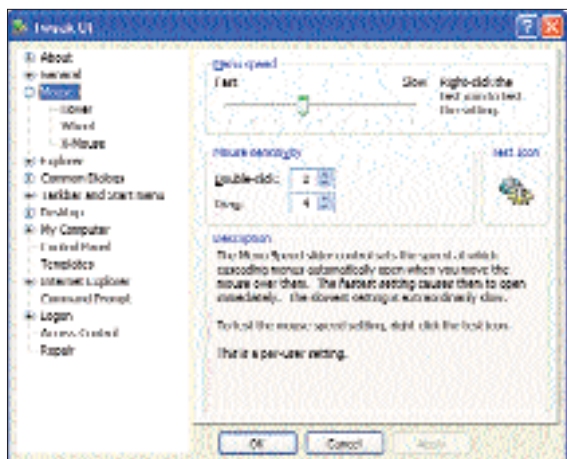 Tweak UI
About
General
Mouse
Hover
Wheel
X-Mouse
Explorer
Common Dialogs
Taskbar and Start menu
Desktop
My Computer
Control Panel
Templates
Internet Explorer
Command Prompt
Logon
Access Control
Repair
Menu speed
Fast
Slow
Right-click the
test icon to test
the setting.
Mouse sensitivity
Double-click:
Drag: 4
Test Icon
Description
The Menu Speed slider control sets the speed at which
cascading menus automatically open when you move the
mouse over them. The fastest setting causes them to open
immediately. The slowest setting is extraordinarily slow.
To test the mouse speed setting, right click the test icon.
This is a per-user setting.
OK
Cancel
Apply